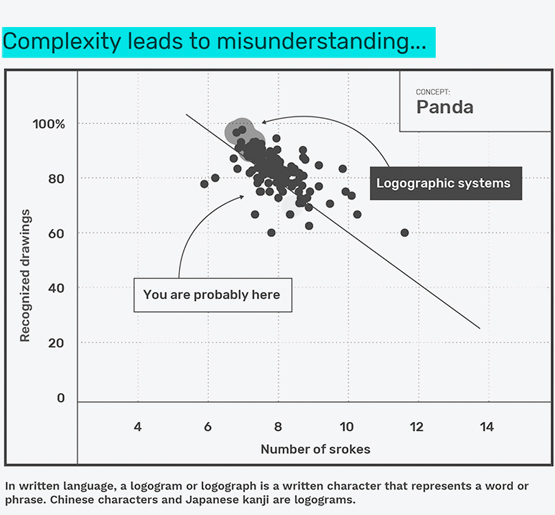 Complexity leads to misunderstanding...
CONCEPT:
Panda
100%
80
60
40
20
0
Recognized drawings
Logographic systems
You are probably here
4 6 8 10 12 14
Number of srokes
In written language, a logogram or logograph is a written character that represents a word or
phrase. Chinese characters and Japanese kanji are logograms.